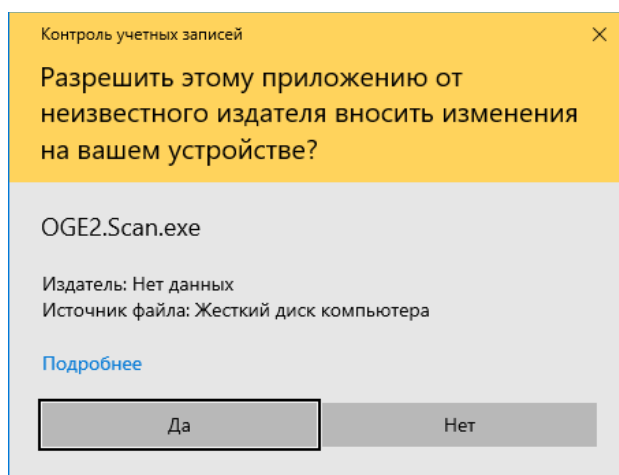 Контроль учетных записей
Разрешить этому приложению от
неизвестного издателя вносить изменения
на вашем устройстве?
OGE2.Scan.exe
Издатель: Нет данных
Источник файла: Жесткий диск компьютера
Подробнее
Да
Нет